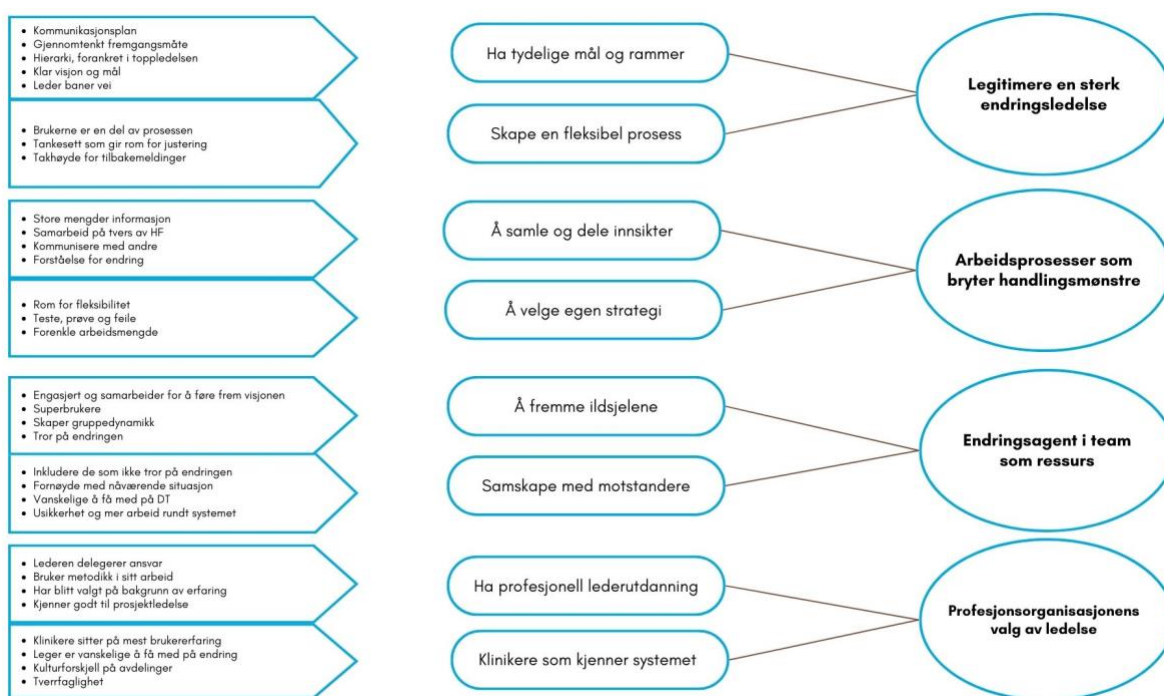 • Kommunikasjonsplan
• Gjennomtenkt fremgangsmåte
• Hierarki, forankret i toppledelsen
• Klar visjon og mål
• Leder baner vei
• Brukerne er en del av prosessen
• Tankesett som gir rom for justering
• Takhøyde for tilbakemeldinger
Ha tydelige mål og rammer
Skape en fleksibel prosess
Legitimere en sterk
endringsledelse
• Store mengder informasjon
• Samarbeid på tvers av HF
• Kommunisere med andre
• Forståelse for endring
• Rom for fleksibilitet
• Teste, prøve og feile
• Forenkle arbeidsmengde
Å samle og dele innsikter
Å velge egen strategi
Arbeidsprosesser som
bryter handlingsmønstre
• Engasjert og samarbeider for å føre frem visjonen
• Superbrukere
• Skaper gruppedynamikk
• Tror på endringen
• Inkludere de som ikke tror på endringen
• Fornøyde med nåværende situasjon
• Vanskelige å få med på DT
• Usikkerhet og mer arbeid rundt systemet
Å fremme ildsjelene
Samskape med motstandere
Endringsagent i team
som ressurs
• Lederen delegerer ansvar
• Bruker metodikk i sitt arbeid
• Har blitt valgt på bakgrunn av erfaring
• Kjenner godt til prosjektledelse
• Klinikere sitter på mest brukererfaring
• Leger er vanskelige å få med på endring
• Kulturforskjell på avdelinger
• Tverrfaglighet
Ha profesjonell lederutdanning
Klinikere som kjenner systemet
Profesjonsorganisasjonens
valg av ledelse